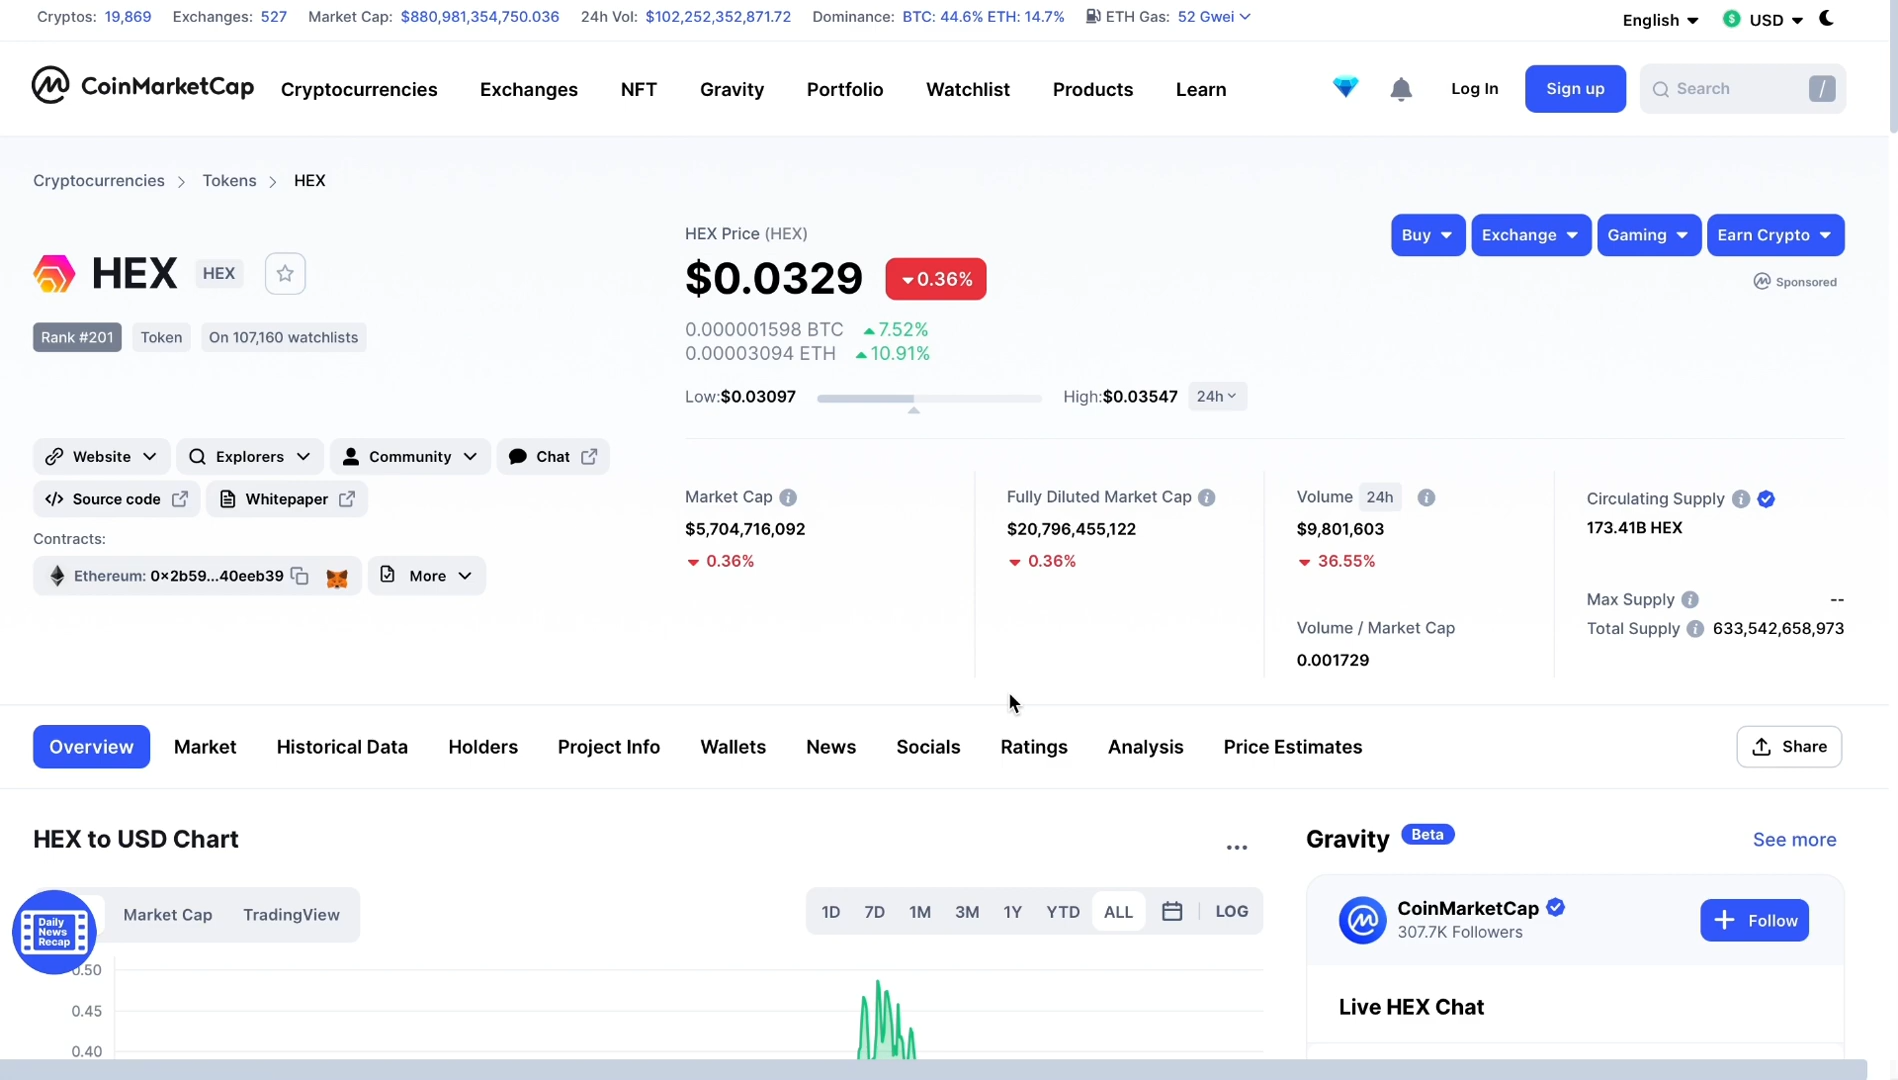 Cryptos: 19,869 Exchanges: 527 Market Cap: $880,981,354,750.036 24h Vol: $102,252,352,871.72 Dominance: BTC: 44.6% ETH: 14.7% ETH Gas: 52 Gwei
English $ USD
CoinMarketCap Cryptocurrencies Exchanges NFT Gravity Portfolio Watchlist Products Learn Log In Sign up Search /
Cryptocurrencies > Tokens > HEX
HEX HEX
Rank #201 Token On 107,160 watchlists
HEX Price (HEX)
$0.0329 0.36%
0.000001598 BTC 7.52%
0.00003094 ETH 10.91%
Low:$0.03097 High:$0.03547 24h
Buy Exchange Gaming Earn Crypto
Sponsored
Website Explorers Community Chat
</> Source code Whitepaper
Contracts:
Ethereum: 0x2b59...40eeb39 More
Market Cap
$5,704,716,092
0.36%
Fully Diluted Market Cap
$20,796,455,122
0.36%
Volume 24h
$9,801,603
36.55%
Volume / Market Cap
0.001729
Circulating Supply
173.41B HEX
Max Supply --
Total Supply 633,542,658,973
Overview Market Historical Data Holders Project Info Wallets News Socials Ratings Analysis Price Estimates Share
HEX to USD Chart ...
Market Cap TradingView
1D 7D 1M 3M 1Y YTD ALL LOG
Daily
News
Recap
0.50
0.45
0.40
Gravity Beta See more
CoinMarketCap
307.7K Followers
+ Follow
Live HEX Chat